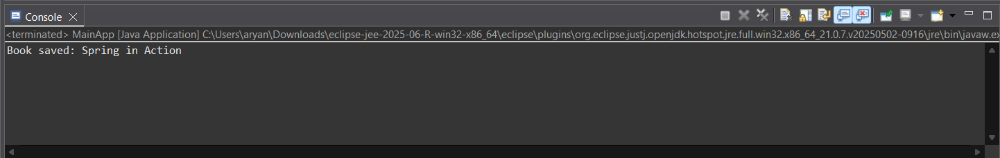 Console
<terminated> MainApp [Java Application] C:\Users\aryan\Downloads\eclipse-jee-2025-06-R-win32-x86_64\eclipse\plugins\org.eclipse.justj.openjdk.hotspot.jre.full.win32.x86_64_21.0.7.v20250502-0916\jre\bin\javaw.ex
Book saved: Spring in Action